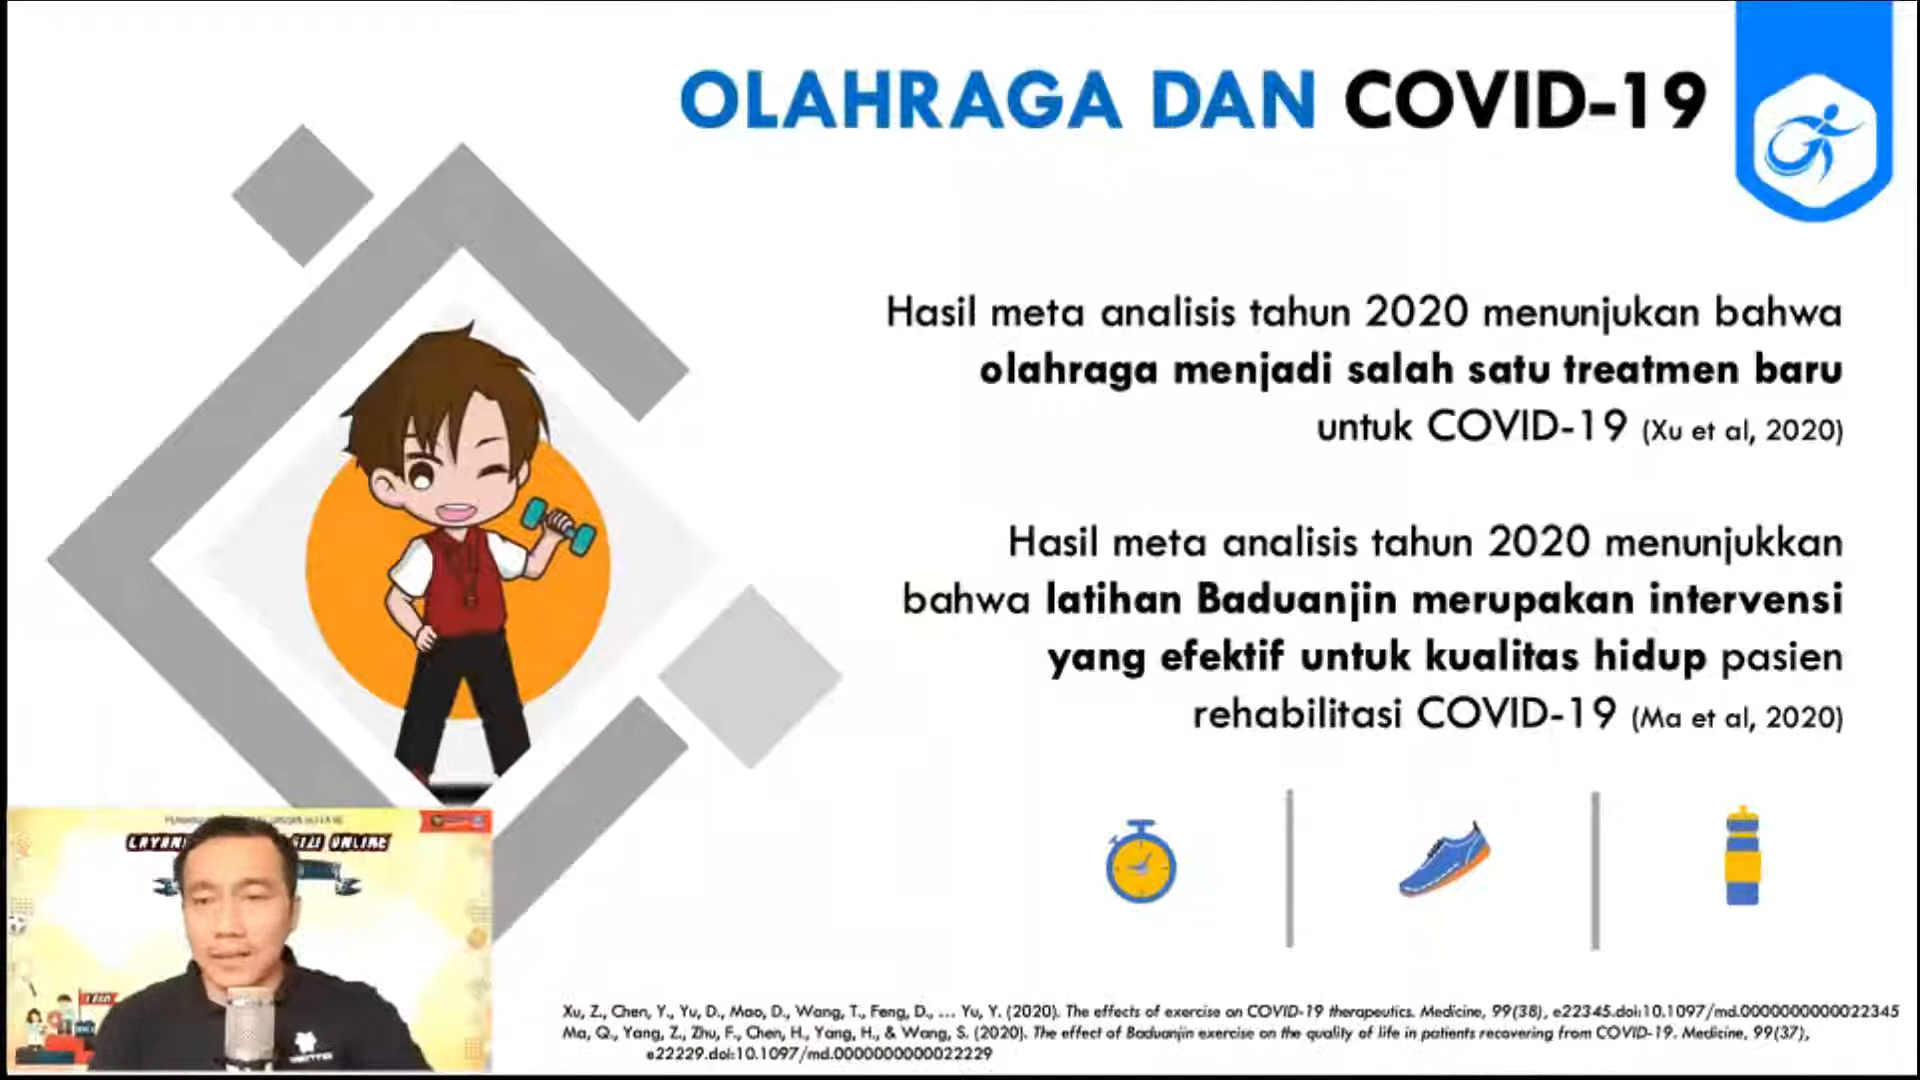 OLAHRAGA DAN COVID-19
Hasil meta analisis tahun 2020 menunjukan bahwa
olahraga menjadi salah satu treatmen baru
untuk COVID-19 (Xu et al, 2020)
Hasil meta analisis tahun 2020 menunjukkan
bahwa latihan Baduanjin merupakan intervensi
yang efektif untuk kualitas hidup pasien
rehabilitasi COVID-19 (Ma et al, 2020)
ONLINE
Xu, Z., Chen, Y., Yu, D., Mao, D., Wang, T., Feng, D., ... Yu, Y. (2020). The effects of exercise on COVID-19 therapeutics. Medicine, 99(38), e22345.doi:10.1097/md.0000000000022345
Ma, Q., Yang, Z., Zhu, F., Chen, H., Yang, H., & Wang, S. (2020). The effect of Baduanjin exercise on the quality of life in patients recovering from COVID-19. Medicine, 99(37),
e22229.doi:10.1097/md.0000000000022229